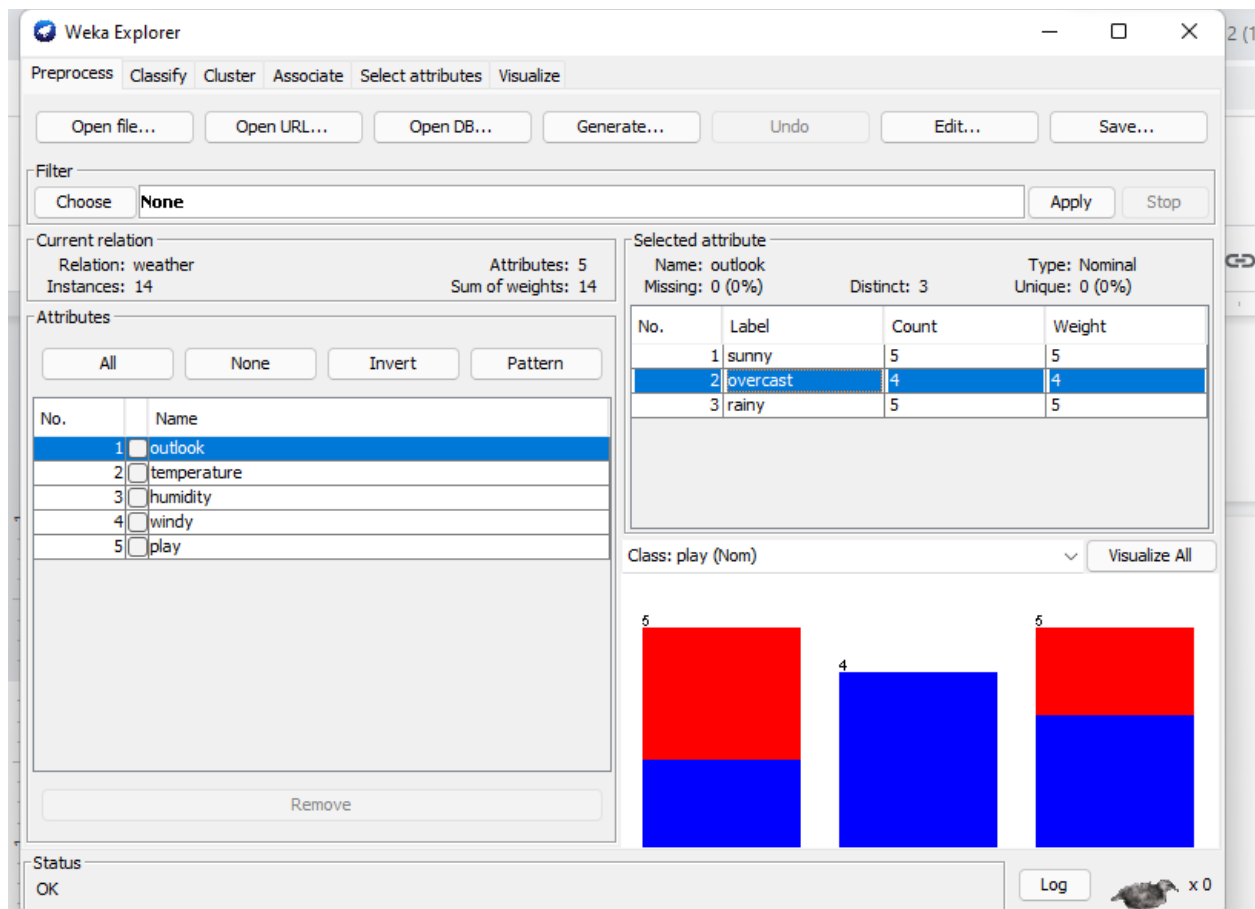 Weka Explorer
2 (1
Preprocess Classify Cluster Associate Select attributes Visualize
Open file... Open URL... Open DB... Generate... Undo Edit... Save...
Filter
Choose None Apply Stop
Current relation
Relation: weather Attributes: 5
Instances: 14 Sum of weights: 14
Attributes
All None Invert Pattern
No. Name
1 outlook
2 temperature
3 humidity
4 windy
5 play
Remove
Selected attribute
Name: outlook Type: Nominal
Missing: 0 (0%) Distinct: 3 Unique: 0 (0%)
No. Label Count Weight
1 sunny 5 5
2 overcast 4 4
3 rainy 5 5
Class: play (Nom) Visualize All
5 4 5
Status
OK
Log x 0